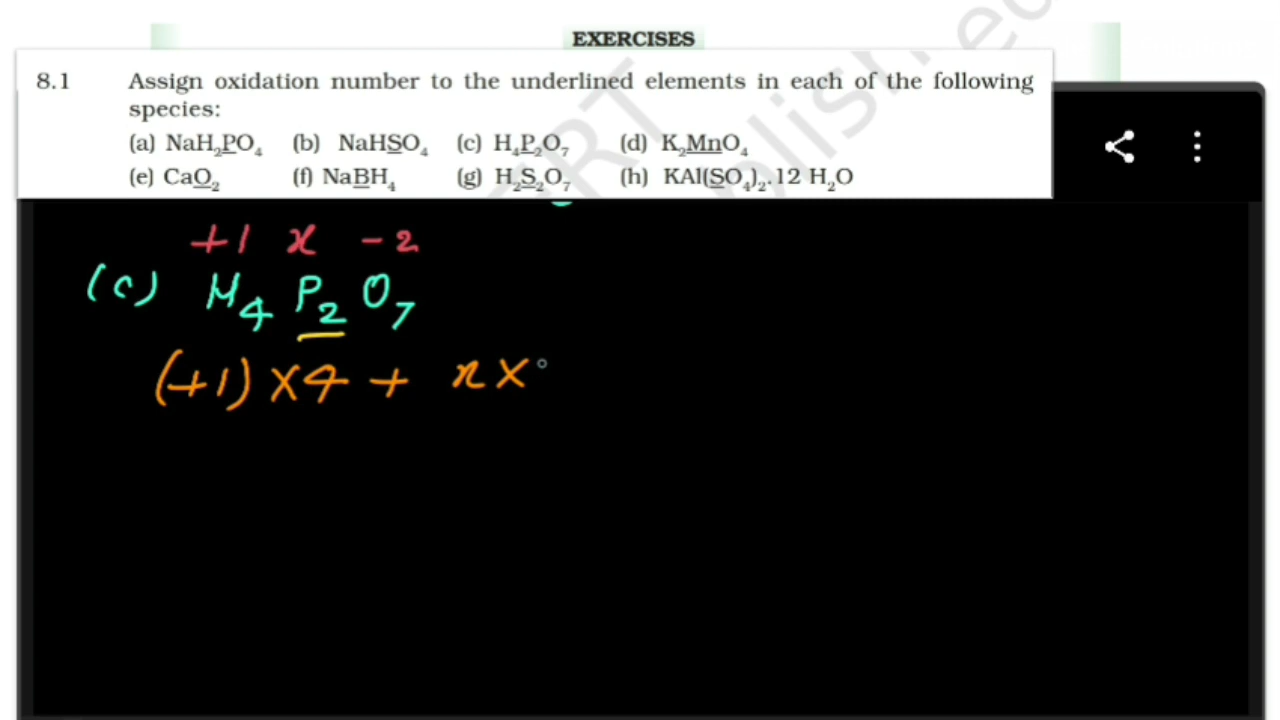 EXERCISES
8.1 Assign oxidation number to the underlined elements in each of the following
species:
(a) NaH₂PO₄ (b) NaHSO₄ (c) H₄P₂O₇ (d) K₂MnO₄
(e) CaO₂ (f) NaBH₄ (g) H₂S₂O₇ (h) KAl(SO₄)₂.12 H₂O
+1 x -2
(c) H₄ P₂ O₇
(+1) × 4 + x ×